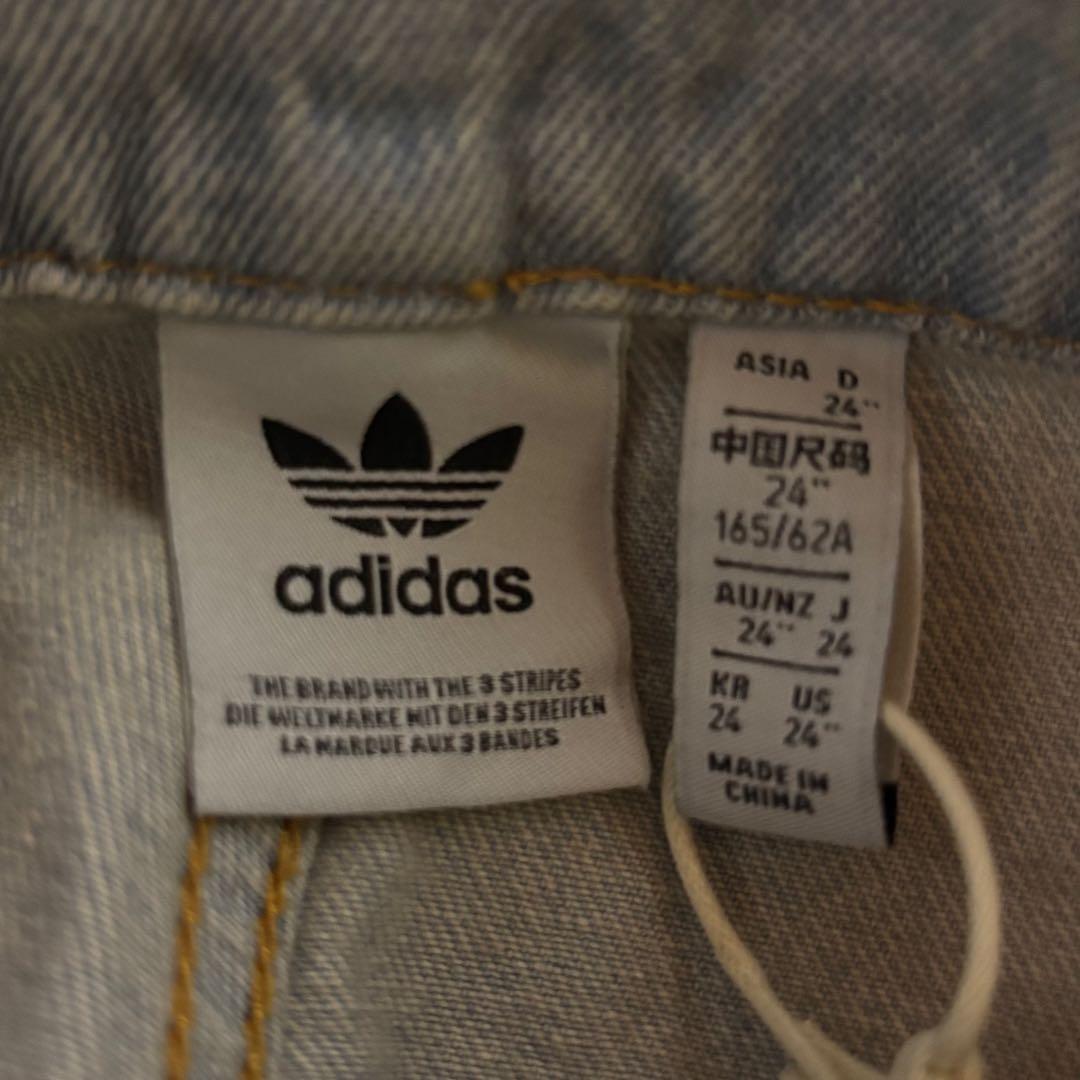 adidas
THE BRAND WITH THE 3 STRIPES
DIE WELTMARKE MIT DEN 3 STREIFEN
LA MARQUE AUX 3 BANDES
ASIA D
24"
中国尺码
24"
165/62A
AU/NZ J
24" 24
KR US
24 24"
MADE IN
CHINA